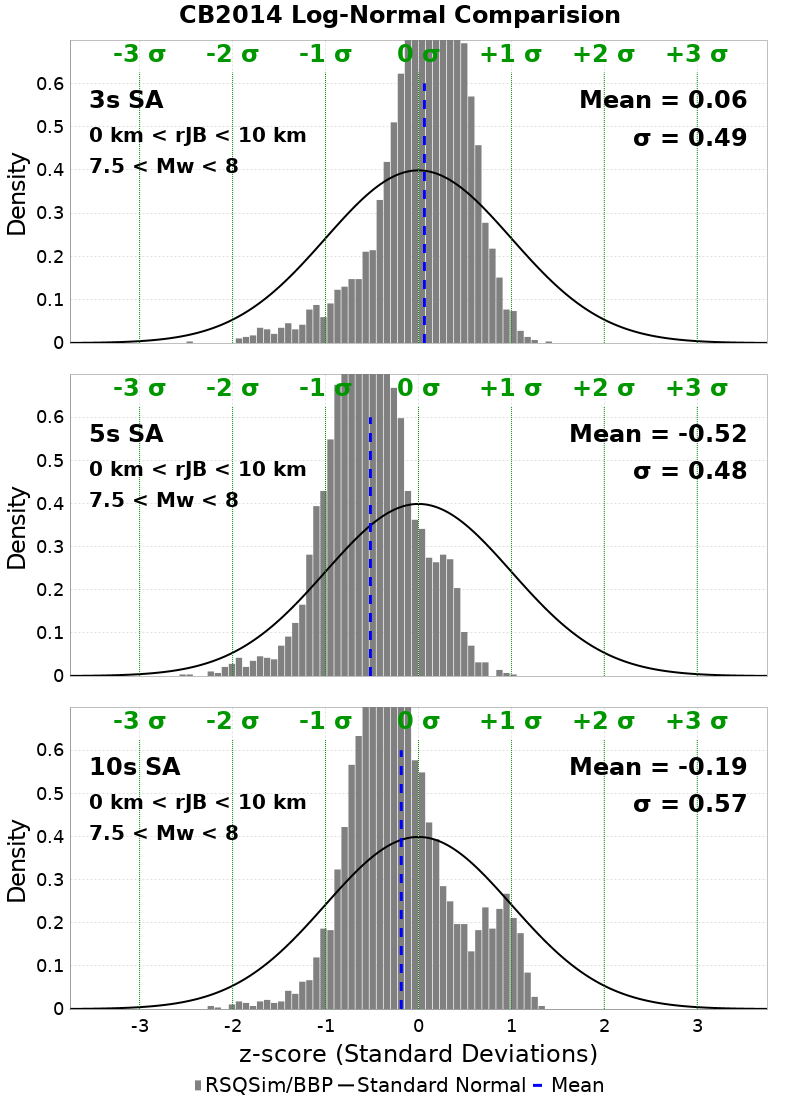 CB2014 Log-Normal Comparision
-3 σ -2 σ -1 σ 0 σ +1 σ +2 σ +3 σ
3s SA
0 km < rJB < 10 km
7.5 < Mw < 8
Mean = 0.06
σ = 0.49
0.6
0.5
0.4
0.3
0.2
0.1
0
Density
-3 σ -2 σ -1 σ 0 σ +1 σ +2 σ +3 σ
5s SA
0 km < rJB < 10 km
7.5 < Mw < 8
Mean = -0.52
σ = 0.48
0.6
0.5
0.4
0.3
0.2
0.1
0
Density
-3 σ -2 σ -1 σ 0 σ +1 σ +2 σ +3 σ
10s SA
0 km < rJB < 10 km
7.5 < Mw < 8
Mean = -0.19
σ = 0.57
0.6
0.5
0.4
0.3
0.2
0.1
0
Density
-3 -2 -1 0 1 2 3
z-score (Standard Deviations)
RSQSim/BBP Standard Normal Mean